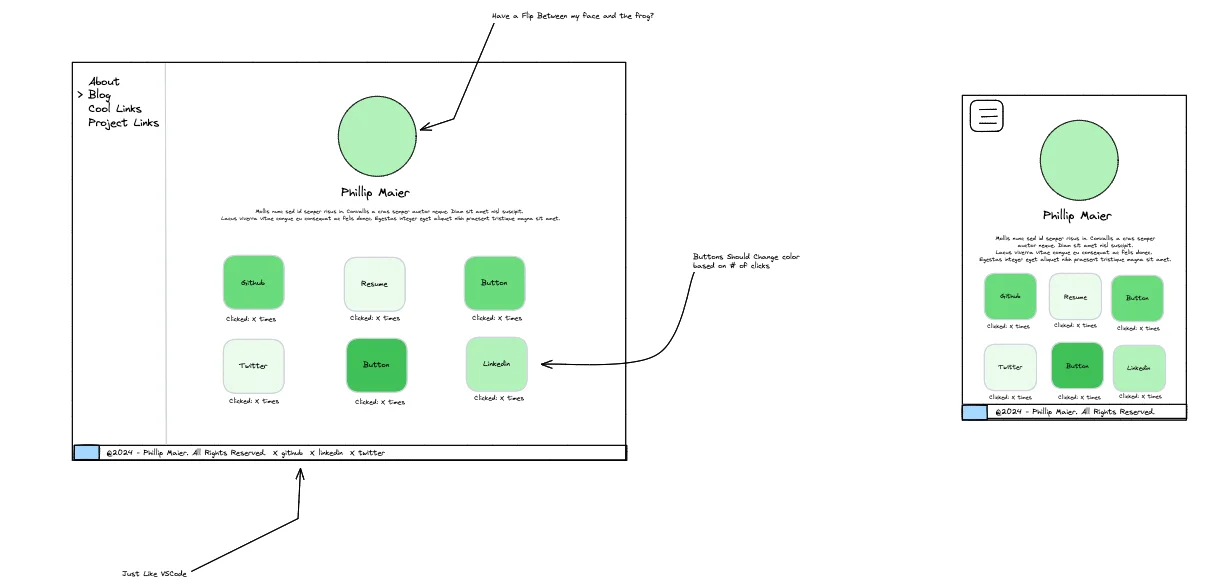 Have a Flip Between my face and the frog?
About
> Blog
Cool Links
Project Links
Phillip Maier
Mollis nunc sed id semper risus in. Convallis a cras semper auctor neque. Diam sit amet nisl suscipit.
Lacus viverra vitae congue eu consequat ac felis donec. Egestas integer eget aliquet nibh praesent tristique magna sit amet.
Github
Resume
Button
Clicked: X times
Clicked: X times
Clicked: X times
Twitter
Button
Linkedin
Clicked: X times
Clicked: X times
Clicked: X times
@2024 - Phillip Maier. All Rights Reserved. X github X linkedin X twitter
Just Like VSCode
Buttons Should Change color
based on # of clicks
Phillip Maier
Mollis nunc sed id semper risus in. Convallis a cras semper
auctor neque. Diam sit amet nisl suscipit.
Lacus viverra vitae congue eu consequat ac felis donec.
Egestas integer eget aliquet nibh praesent tristique magna sit amet.
Github
Resume
Button
Clicked: X times
Clicked: X times
Clicked: X times
Twitter
Button
Linkedin
Clicked: X times
Clicked: X times
Clicked: X times
@2024 - Phillip Maier. All Rights Reserved.